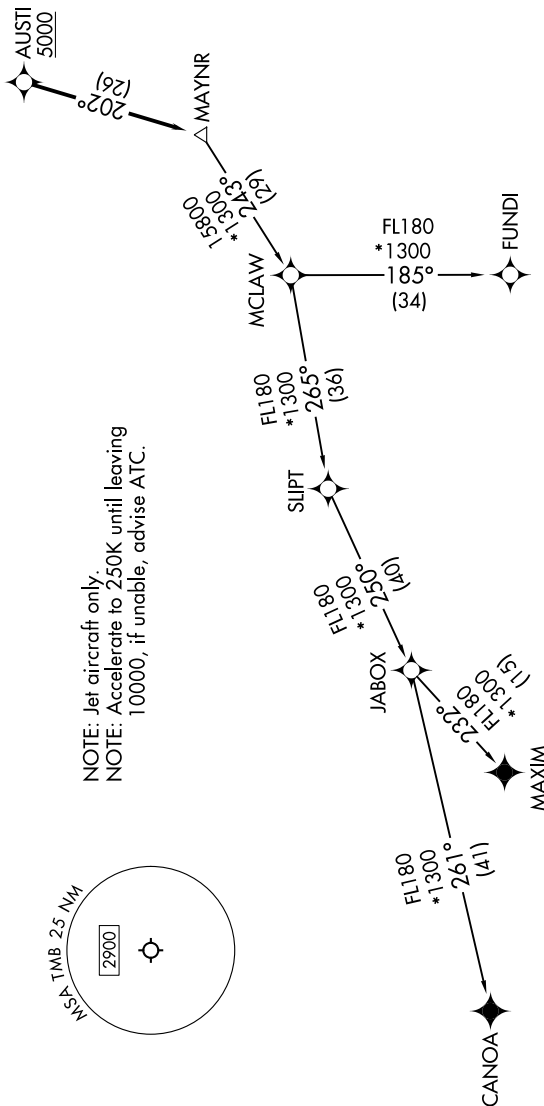 AUSTI
5000
202°
(26)
MAYNR
15800
*1300
243°
(29)
MCLAW
FL180
*1300
185°
(34)
FUNDI
FL180
*1300
265°
(36)
SLIPT
FL180
*1300
250°
(40)
JABOX
232°
FL180
*1300
(15)
MAXIM
FL180
*1300
261°
(41)
CANOA
NOTE: Jet aircraft only.
NOTE: Accelerate to 250K until leaving
10000, if unable, advise ATC.
MSA TMB 25 NM
2900